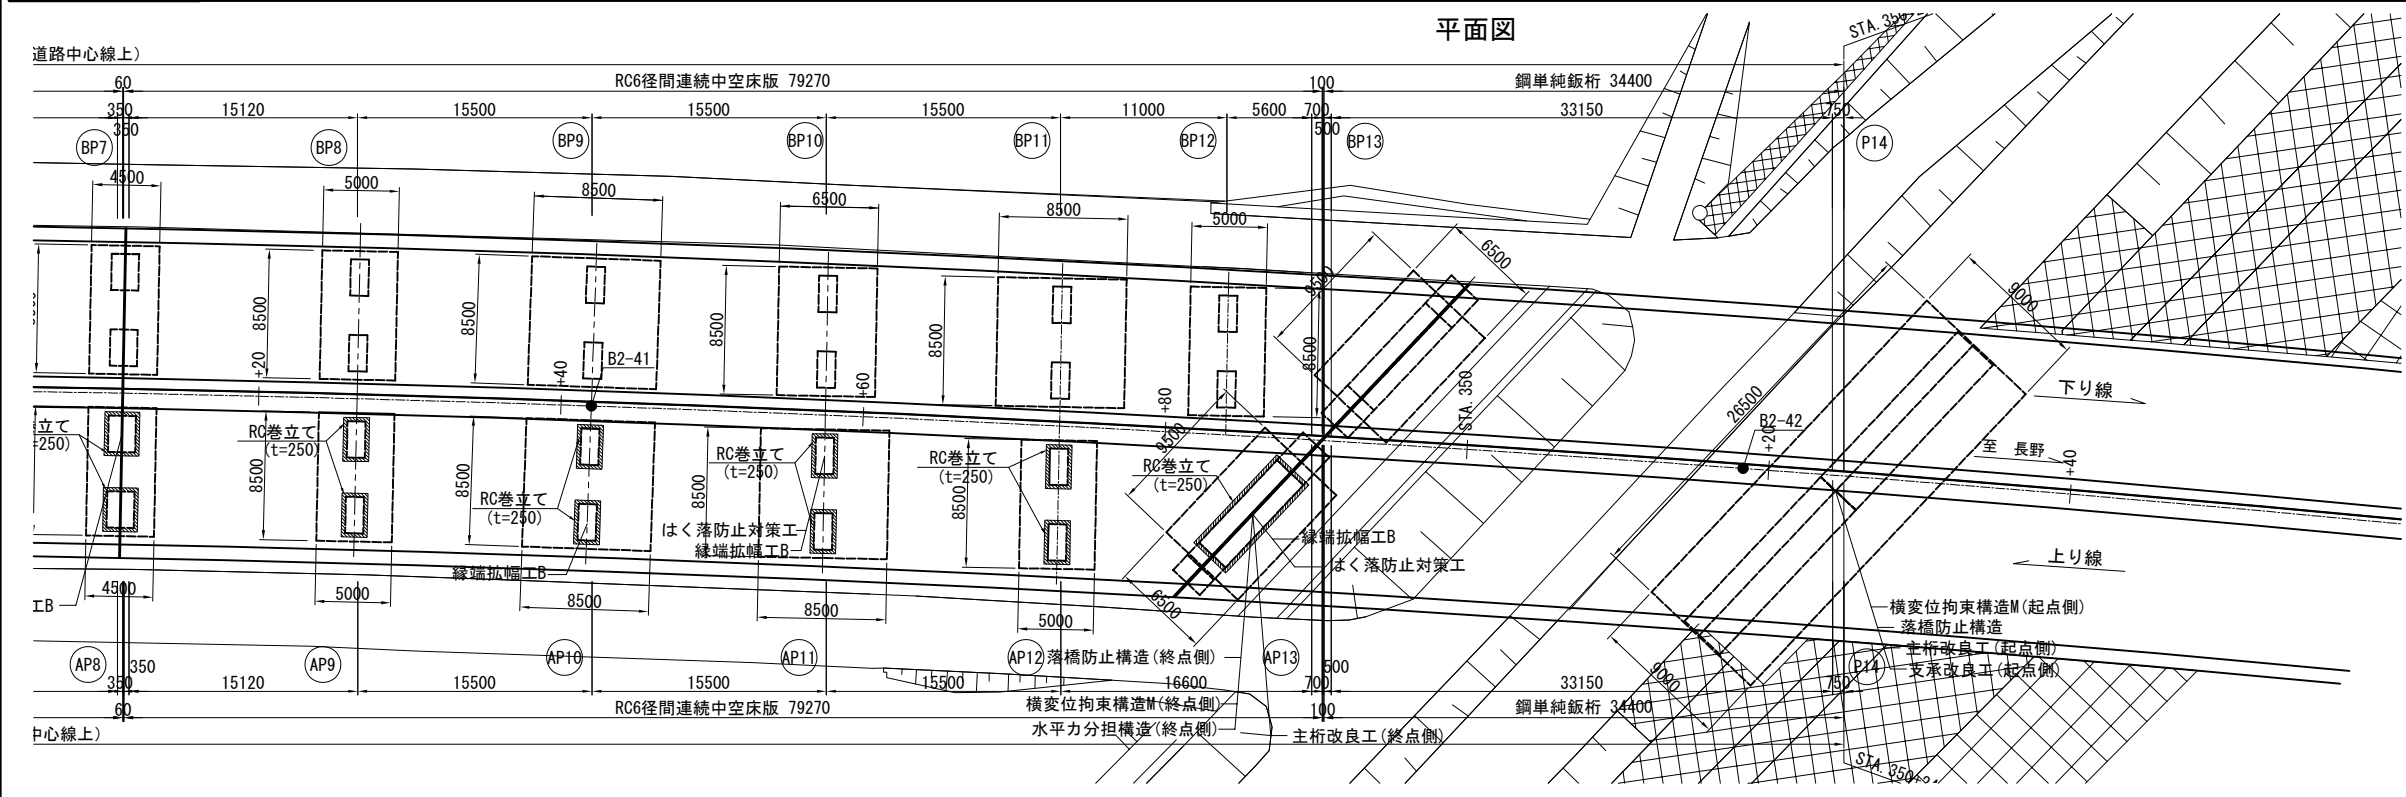 平面図
STA. 350
道路中心線上)
60
RC6径間連続中空床版 79270
100
鋼単純鈑桁 34400
350
15120
15500
15500
15500
11000
5600
700
33150
750
350
500
BP7
BP8
BP9
BP10
BP11
BP12
BP13
P14
4500
5000
8500
6500
8500
5000
6500
9500
9000
8500
8500
8500
8500
8500
+20
+40
B2-41
+60
+80
STA. 350
26500
B2-42
+20
下り線
至 長野
+40
上り線
立て
=250)
RC巻立て
(t=250)
RC巻立て
(t=250)
RC巻立て
(t=250)
RC巻立て
(t=250)
RC巻立て
(t=250)
9500
8500
8500
8500
8500
はく落防止対策工
縁端拡幅工B
縁端拡幅工B
縁端拡幅工B
はく落防止対策工
工B
4500
5000
8500
8500
5000
6500
9000
横変位拘束構造M(起点側)
落橋防止構造
主桁改良工(起点側)
支承改良工(起点側)
AP8
AP9
AP10
AP11
AP12
落橋防止構造(終点側)
AP13
P14
350
500
350
15120
15500
15500
15500
16600
700
33150
750
横変位拘束構造M(終点側)
水平力分担構造(終点側)
主桁改良工(終点側)
60
RC6径間連続中空床版 79270
100
鋼単純鈑桁 34400
中心線上)